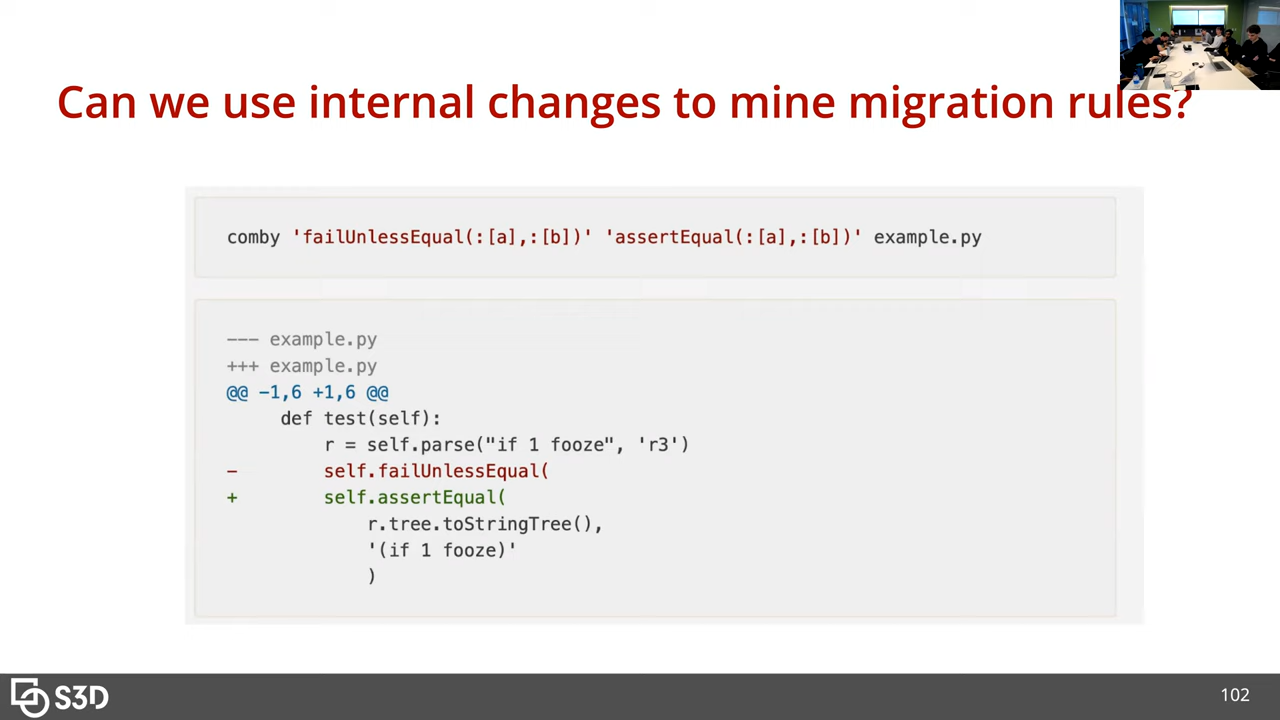 Can we use internal changes to mine migration rules?
comby 'failUnlessEqual(:[a],:[b])' 'assertEqual(:[a],:[b])' example.py
--- example.py
+++ example.py
@@ -1,6 +1,6 @@
def test(self):
r = self.parse("if 1 fooze", 'r3')
- self.failUnlessEqual(
+ self.assertEqual(
r.tree.toStringTree(),
'(if 1 fooze)'
)
S3D
102